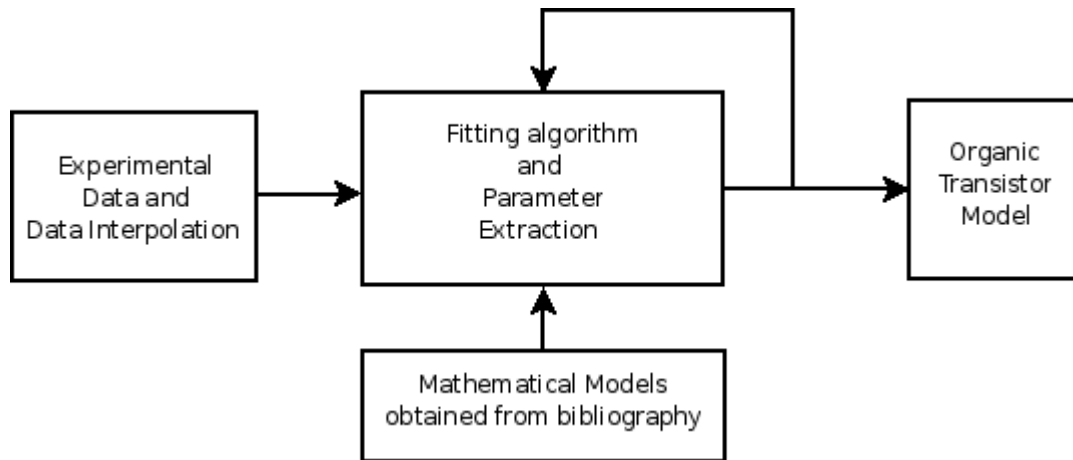 Experimental
Data and
Data Interpolation
Fitting algorithm
and
Parameter
Extraction
Organic
Transistor
Model
Mathematical Models
obtained from bibliography